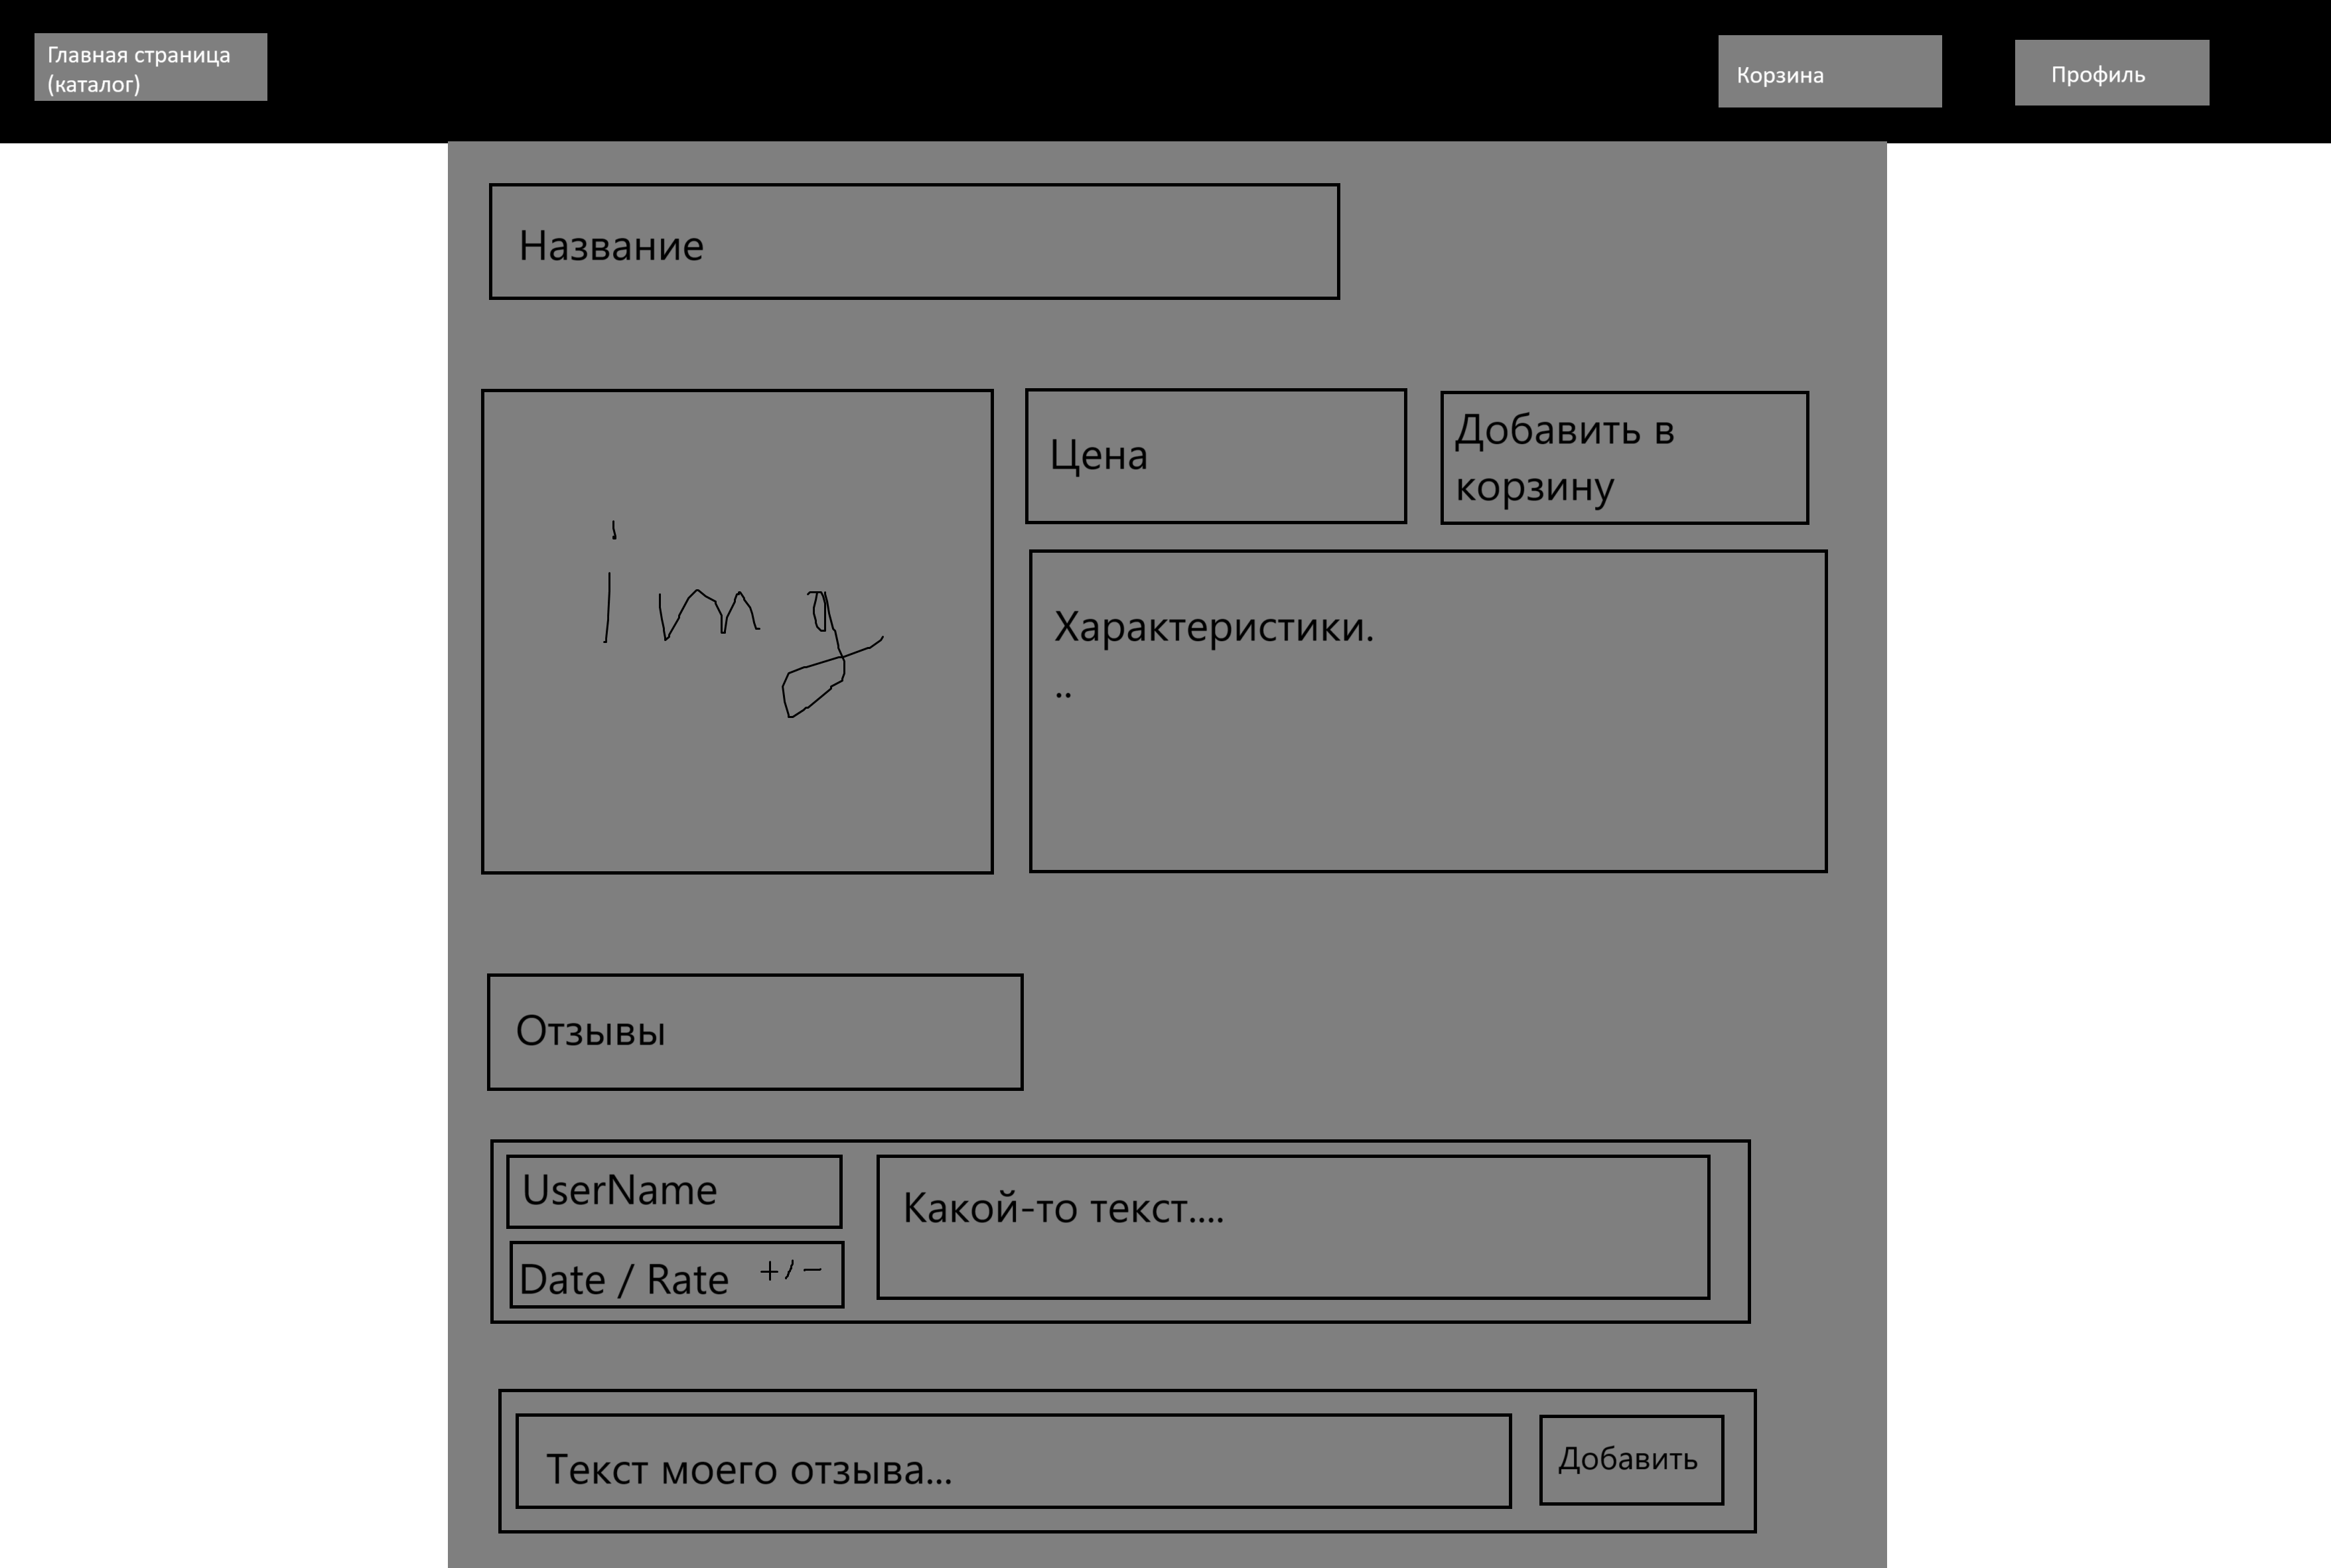 Главная страница
(каталог)
Корзина
Профиль
Название
Цена
Добавить в
корзину
img
Характеристики.
..
Отзывы
UserName
Какой-то текст....
Date / Rate +/-
Текст моего отзыва...
Добавить